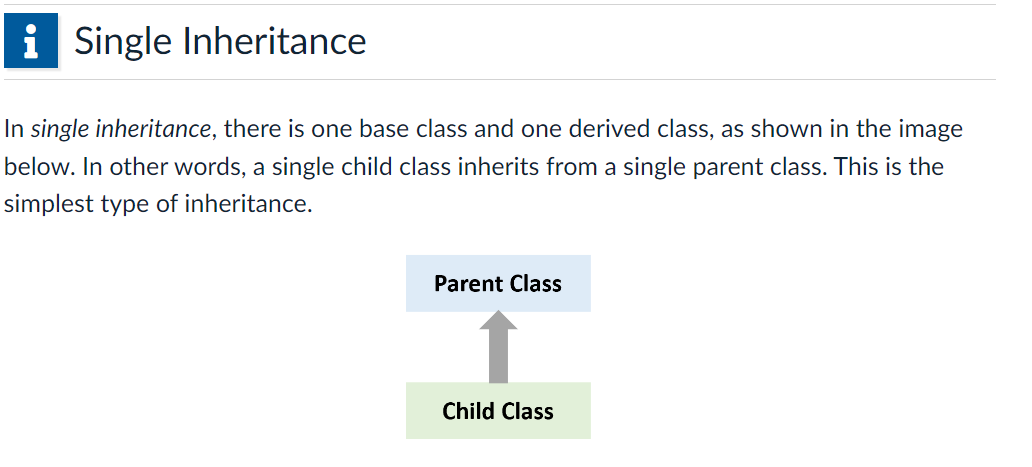 Single Inheritance
In single inheritance, there is one base class and one derived class, as shown in the image
below. In other words, a single child class inherits from a single parent class. This is the
simplest type of inheritance.
Parent Class
Child Class